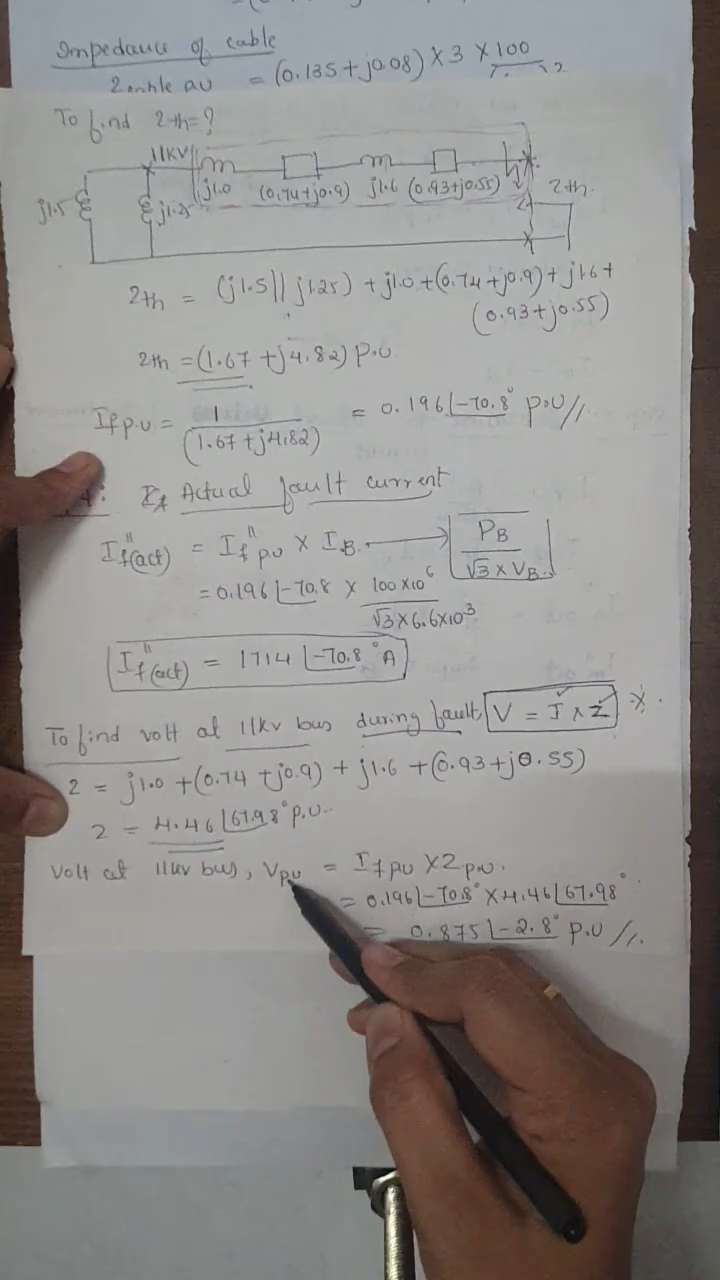 Impedance of cable
= (0.135+j0.08) × 3 × 100
To find Zth=?
11KV
j1.5
j1.25
j1.0
(0.74+j0.9)
j1.6
(0.93+j0.55)
Zth.
Zth = (j1.5 || j1.25) + j1.0 + (0.74+j0.9) + j1.6 +
(0.93+j0.55)
Zth = (1.67 + j4.82) P.U
If p.u = 1/(1.67 + j4.82) = 0.196 ∠-70.8° P.U //
If Actual fault current
I"f(act) = I"f pu × IB. → PB/(√3 × VB)
= 0.196 ∠-70.8 × 100×10⁶/(√3×6.6×10³)
I"f(act) = 1714 ∠-70.8° A
To find volt at 11kv bus during fault, V = I × Z
Z = j1.0 + (0.74 + j0.9) + j1.6 + (0.93 + j0.55)
Z = 4.46 ∠67.98° p.u.
Volt at 11kv bus, Vpu = If pu × Z p.u.
= 0.196 ∠-70.8° × 4.46 ∠67.98°
= 0.875 ∠-2.8° P.U //.